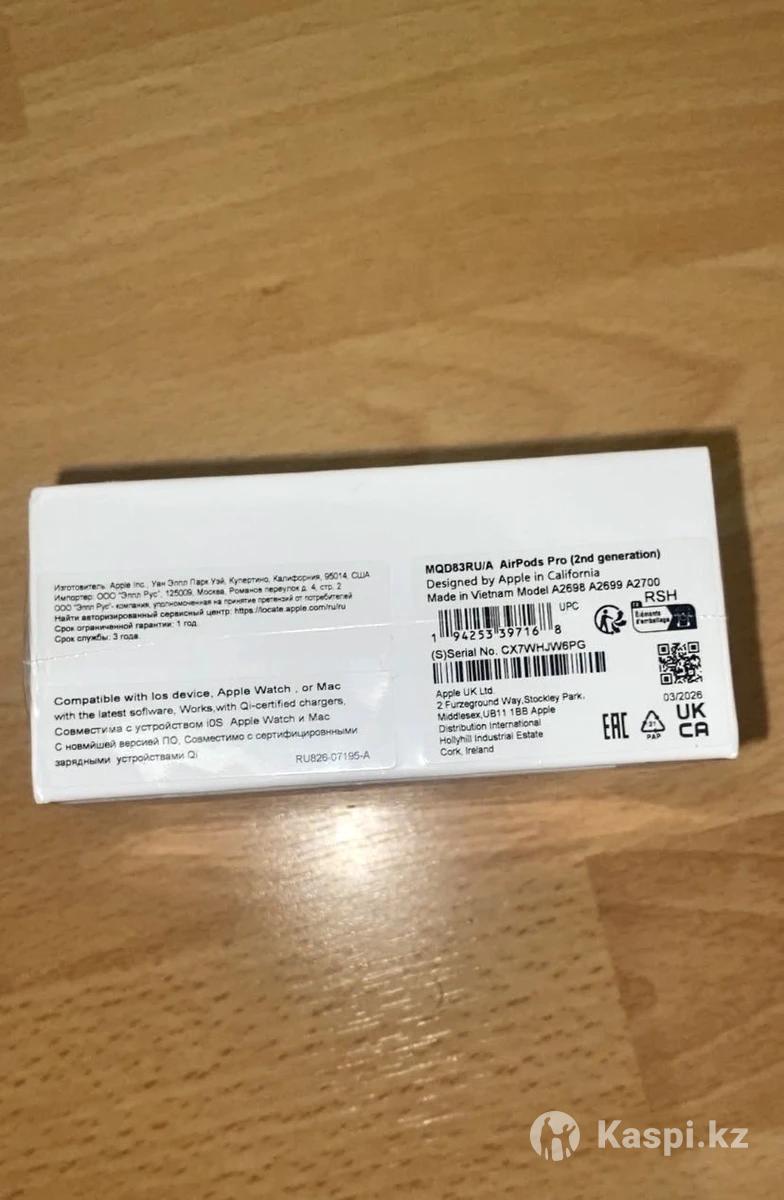 Изготовитель: Apple Inc., Уан Эппл Парк Уэй, Купертино, Калифорния, 95014, США
Импортер: ООО "Эппл Рус", 125009, Москва, Романов переулок д. 4, стр. 2
ООО "Эппл Рус"- компания, уполномоченная на принятие претензий от потребителей
Найти авторизированный сервисный центр: https://locate.apple.com/ru/ru
Срок ограниченной гарантии: 1 год.
Срок службы: 3 года.
Compatible with Ios device, Apple Watch , or Mac
with the latest sofiware, Works,with Qi-certified chargers,
Совместима с устройством iOS Apple Watch и Mac
С новмйшей версией ПО, Совместимо с сертифицировнными
зарядными устройствами Qi
RU826-07195-A
MQD83RU/A AirPods Pro (2nd generation)
Designed by Apple in California
Made in Vietnam Model A2698 A2699 A2700
UPC
RSH
1 94253 39716 8
FR
Éléments
d'emballage
(S)Serial No. CX7WHJW6PG
Apple UK Ltd.
2 Furzeground Way,Stockley Park,
Middlesex,UB11 1BB Apple
Distribution International
Hollyhill Industrial Estate
Cork, Ireland
03/2026
EAC
21
PAP
UK
CA
Kaspi.kz